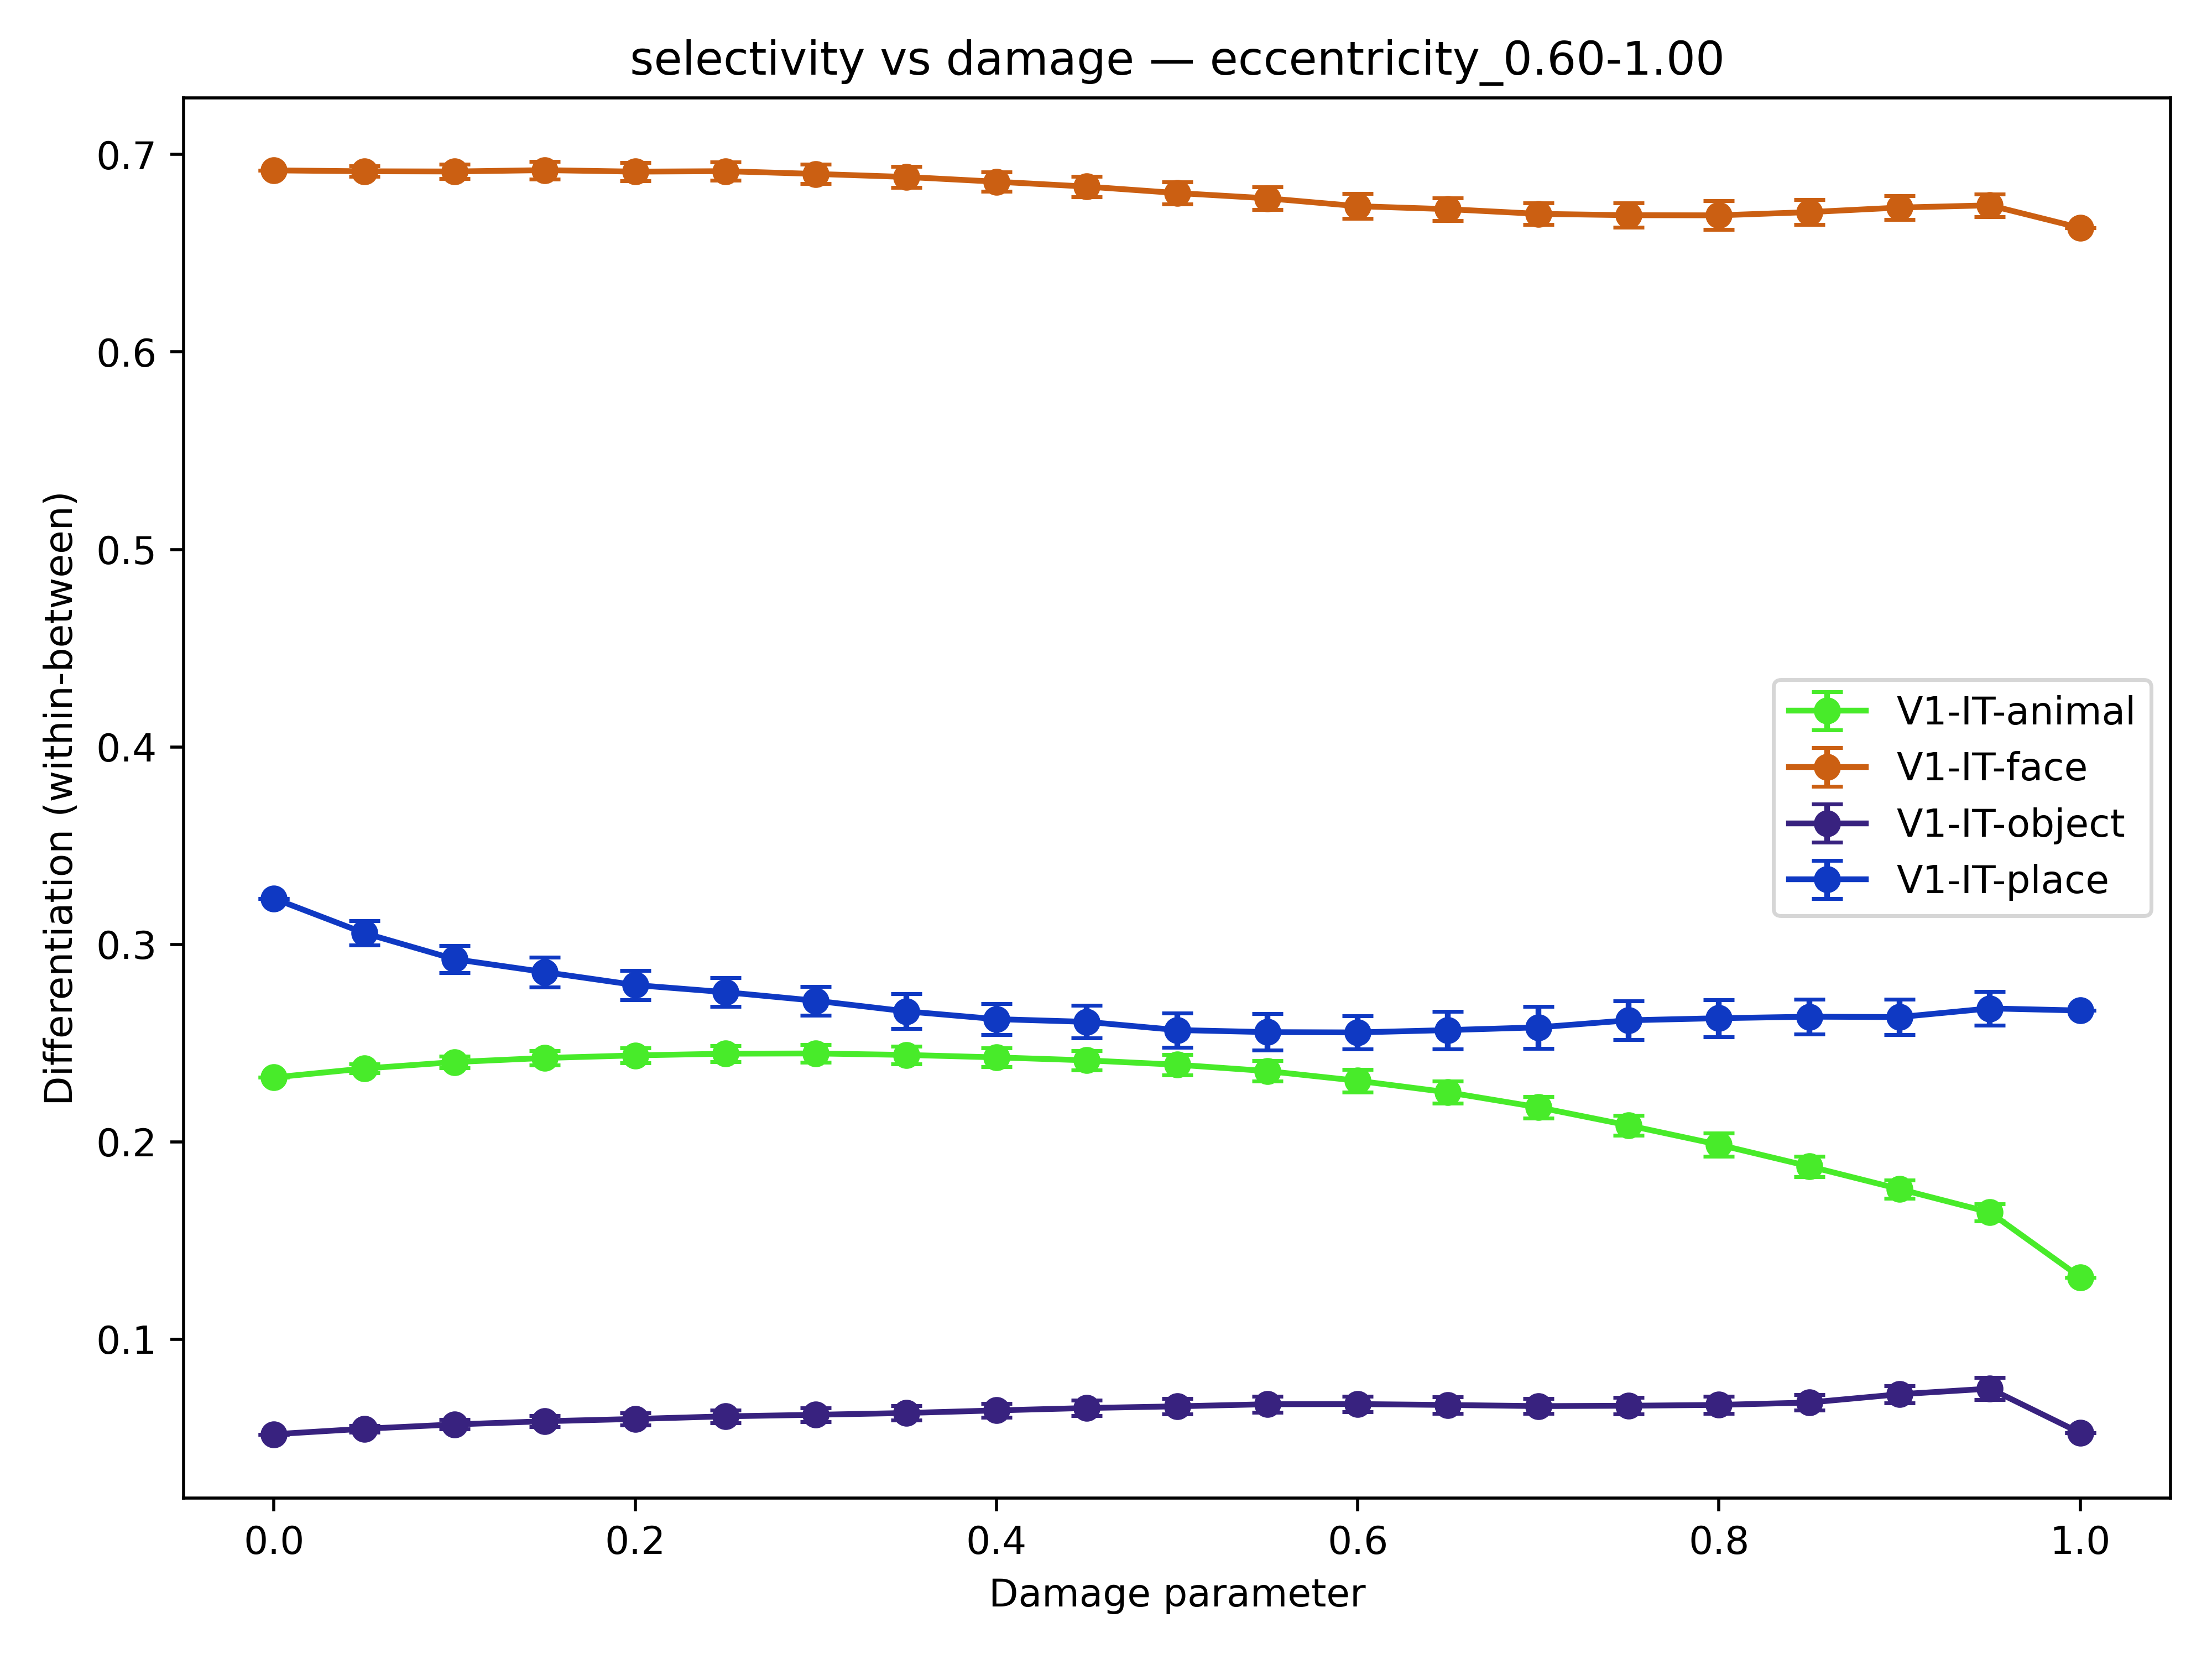 selectivity vs damage — eccentricity_0.60-1.00
Differentiation (within-between)
0.7
0.6
0.5
0.4
0.3
0.2
0.1
V1-IT-animal
V1-IT-face
V1-IT-object
V1-IT-place
0.0 0.2 0.4 0.6 0.8 1.0
Damage parameter